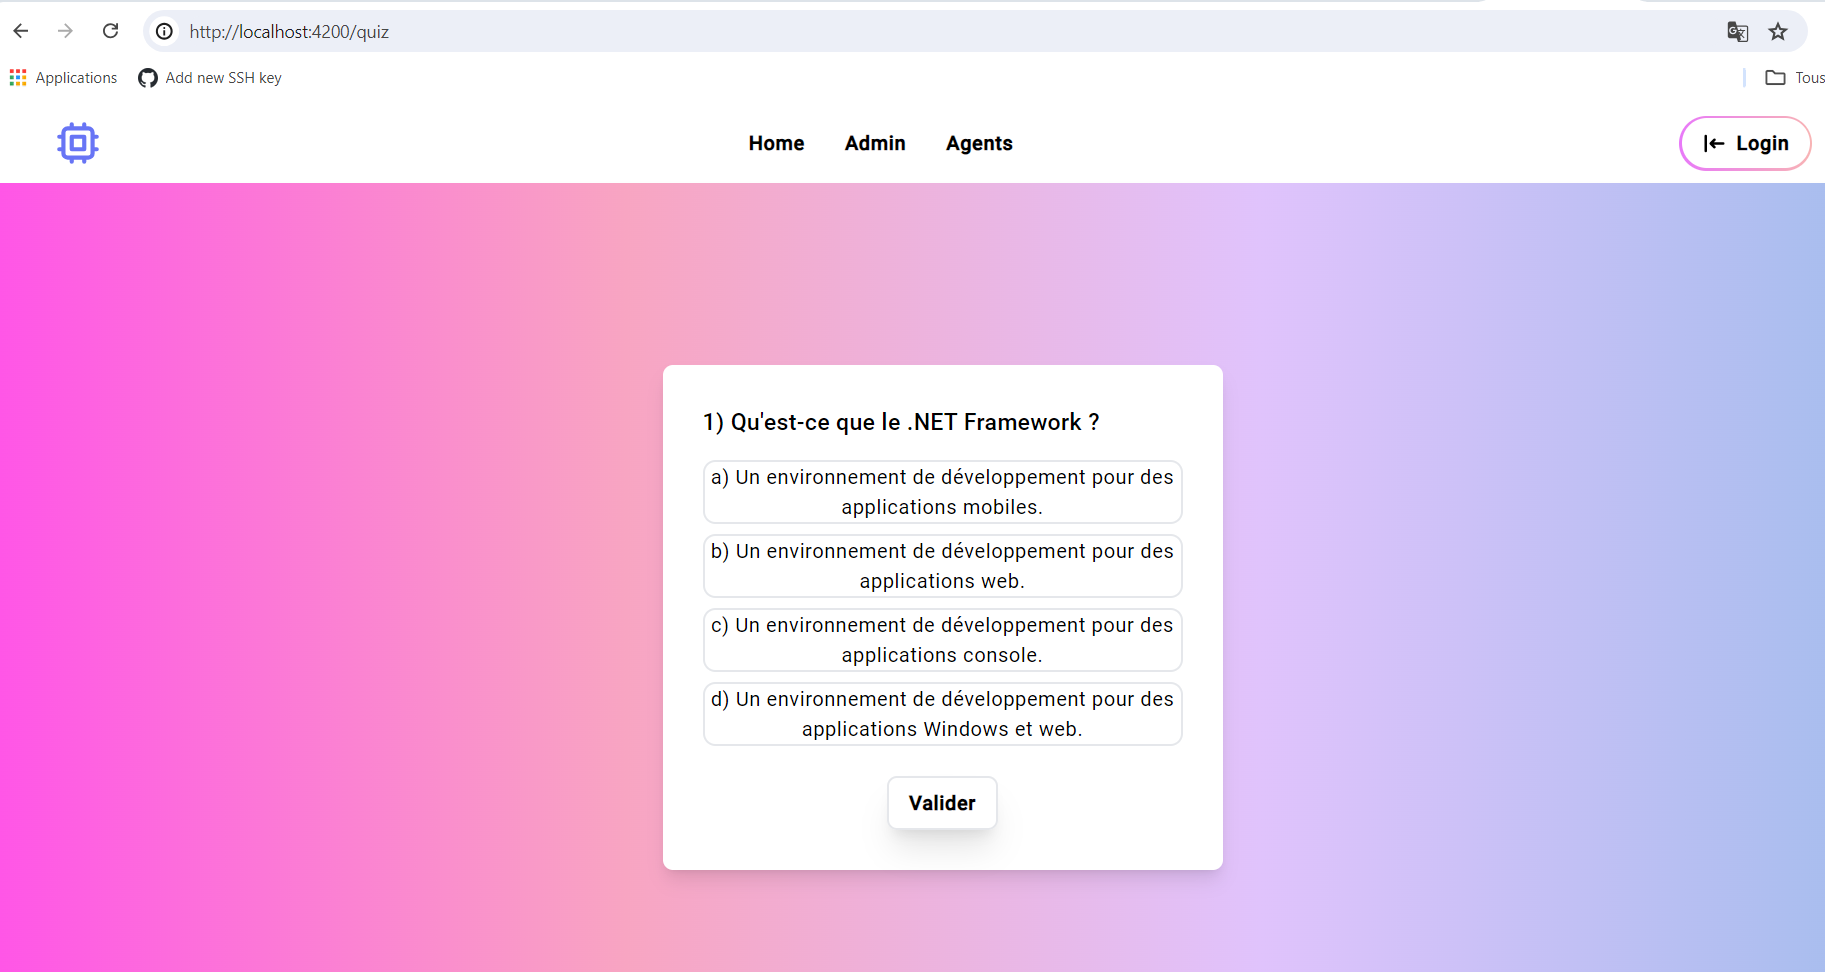 http://localhost:4200/quiz
Applications
Add new SSH key
Tous
Home
Admin
Agents
Login
1) Qu'est-ce que le .NET Framework ?
a) Un environnement de développement pour des
applications mobiles.
b) Un environnement de développement pour des
applications web.
c) Un environnement de développement pour des
applications console.
d) Un environnement de développement pour des
applications Windows et web.
Valider